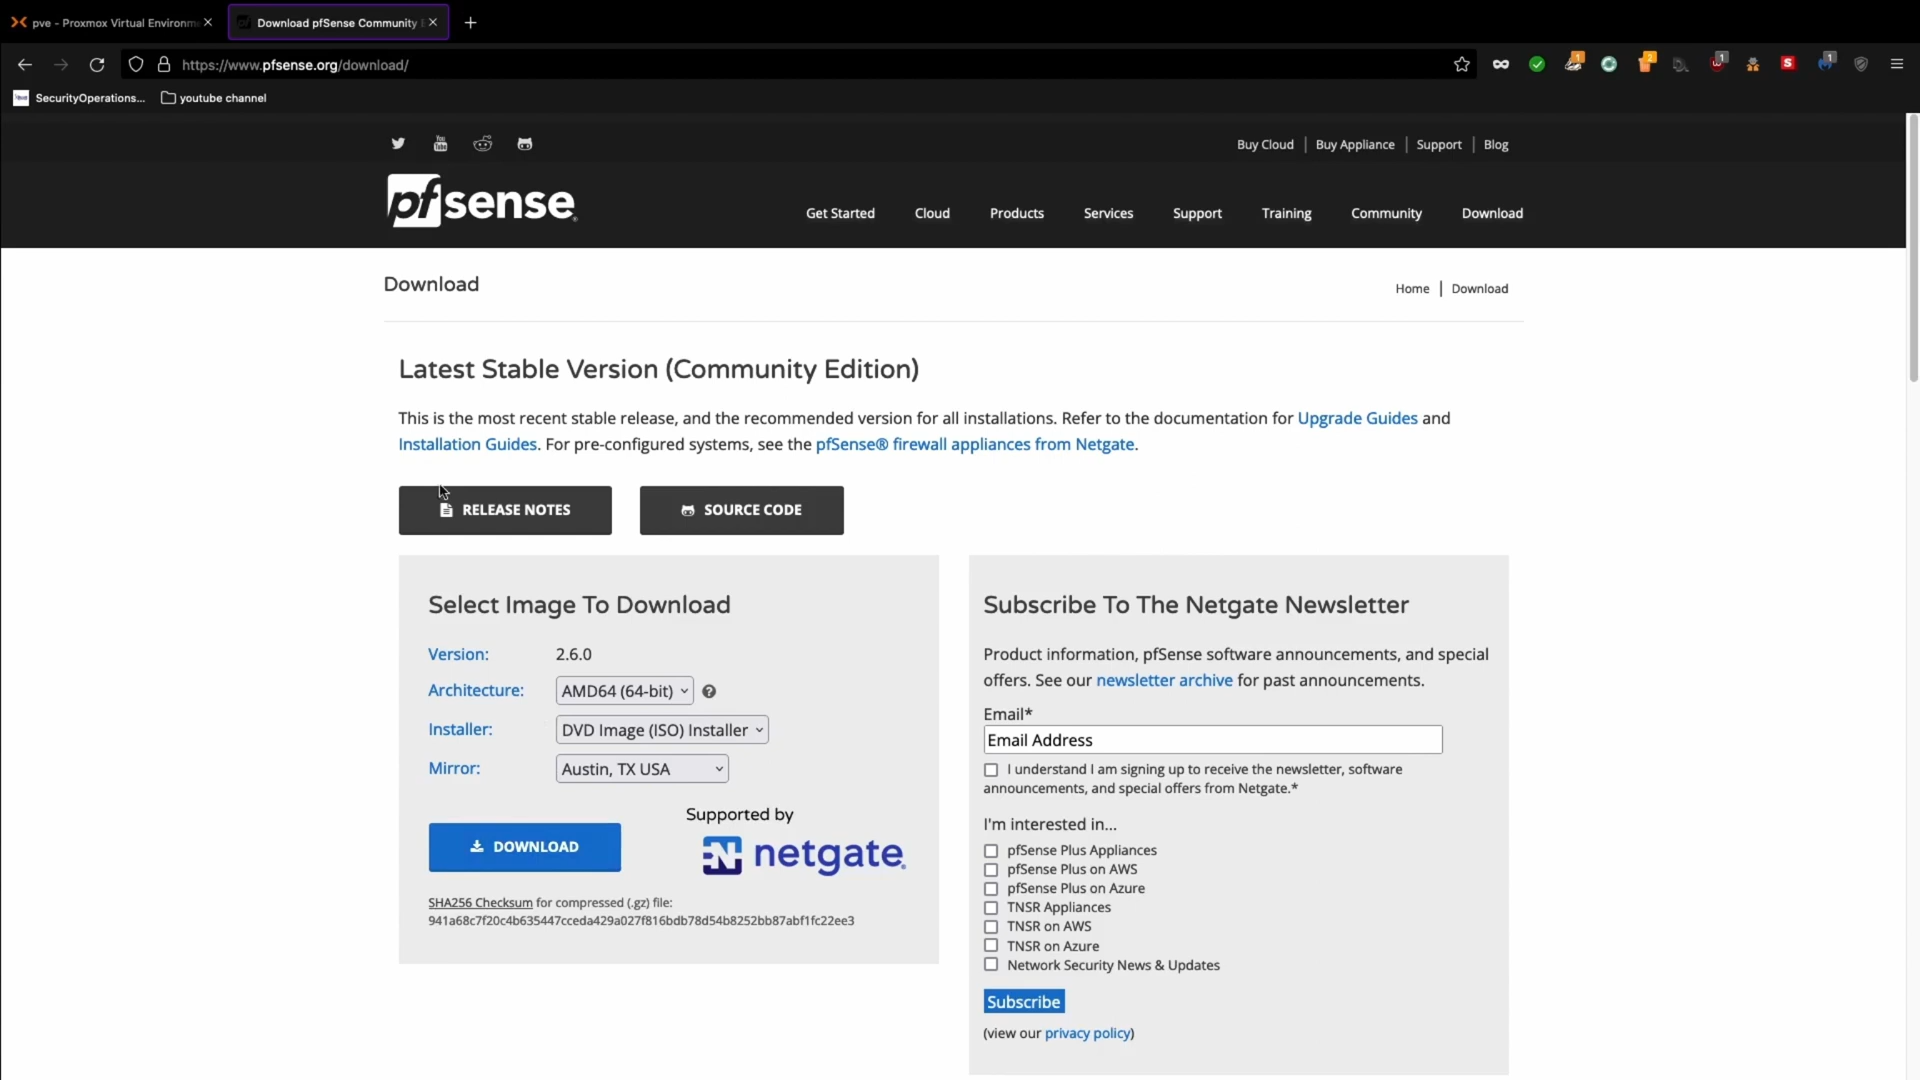 pve - Proxmox Virtual Environm
Download pfSense Community E
https://www.pfsense.org/download/
SecurityOperations...
youtube channel
Buy Cloud
Buy Appliance
Support
Blog
pfsense
Get Started
Cloud
Products
Services
Support
Training
Community
Download
Download
Home
Download
Latest Stable Version (Community Edition)
This is the most recent stable release, and the recommended version for all installations. Refer to the documentation for Upgrade Guides and
Installation Guides. For pre-configured systems, see the pfSense® firewall appliances from Netgate.
RELEASE NOTES
SOURCE CODE
Select Image To Download
Version: 2.6.0
Architecture: AMD64 (64-bit)
Installer: DVD Image (ISO) Installer
Mirror: Austin, TX USA
Supported by
netgate
DOWNLOAD
SHA256 Checksum for compressed (.gz) file:
941a68c7f20c4b635447cceda429a027f816bdb78d54b8252bb87abf1fc22ee3
Subscribe To The Netgate Newsletter
Product information, pfSense software announcements, and special
offers. See our newsletter archive for past announcements.
Email*
Email Address
I understand I am signing up to receive the newsletter, software
announcements, and special offers from Netgate.*
I'm interested in...
pfSense Plus Appliances
pfSense Plus on AWS
pfSense Plus on Azure
TNSR Appliances
TNSR on AWS
TNSR on Azure
Network Security News & Updates
Subscribe
(view our privacy policy)